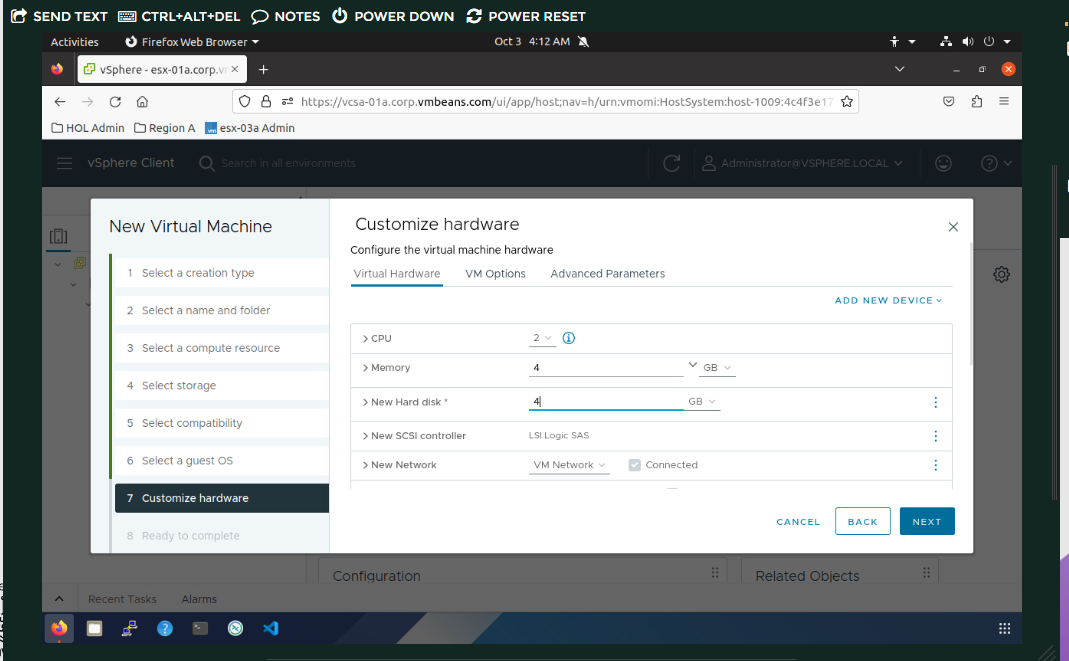 SEND TEXT CTRL+ALT+DEL NOTES POWER DOWN POWER RESET
Activities Firefox Web Browser Oct 3 4:12 AM
vSphere - esx-01a.corp.v
https://vcsa-01a.corp.vmbeans.com/ui/app/host;nav=h/urn:vmomi:HostSystem:host-1009:4c4f3e17
HOL Admin Region A esx-03a Admin
vSphere Client Search in all environments Administrator@VSPHERE.LOCAL
New Virtual Machine
1 Select a creation type
2 Select a name and folder
3 Select a compute resource
4 Select storage
5 Select compatibility
6 Select a guest OS
7 Customize hardware
8 Ready to complete
Customize hardware
Configure the virtual machine hardware
Virtual Hardware VM Options Advanced Parameters
ADD NEW DEVICE
CPU 2
Memory 4 GB
New Hard disk * 4 GB
New SCSI controller LSI Logic SAS
New Network VM Network Connected
CANCEL BACK NEXT
Configuration Related Objects
Recent Tasks Alarms